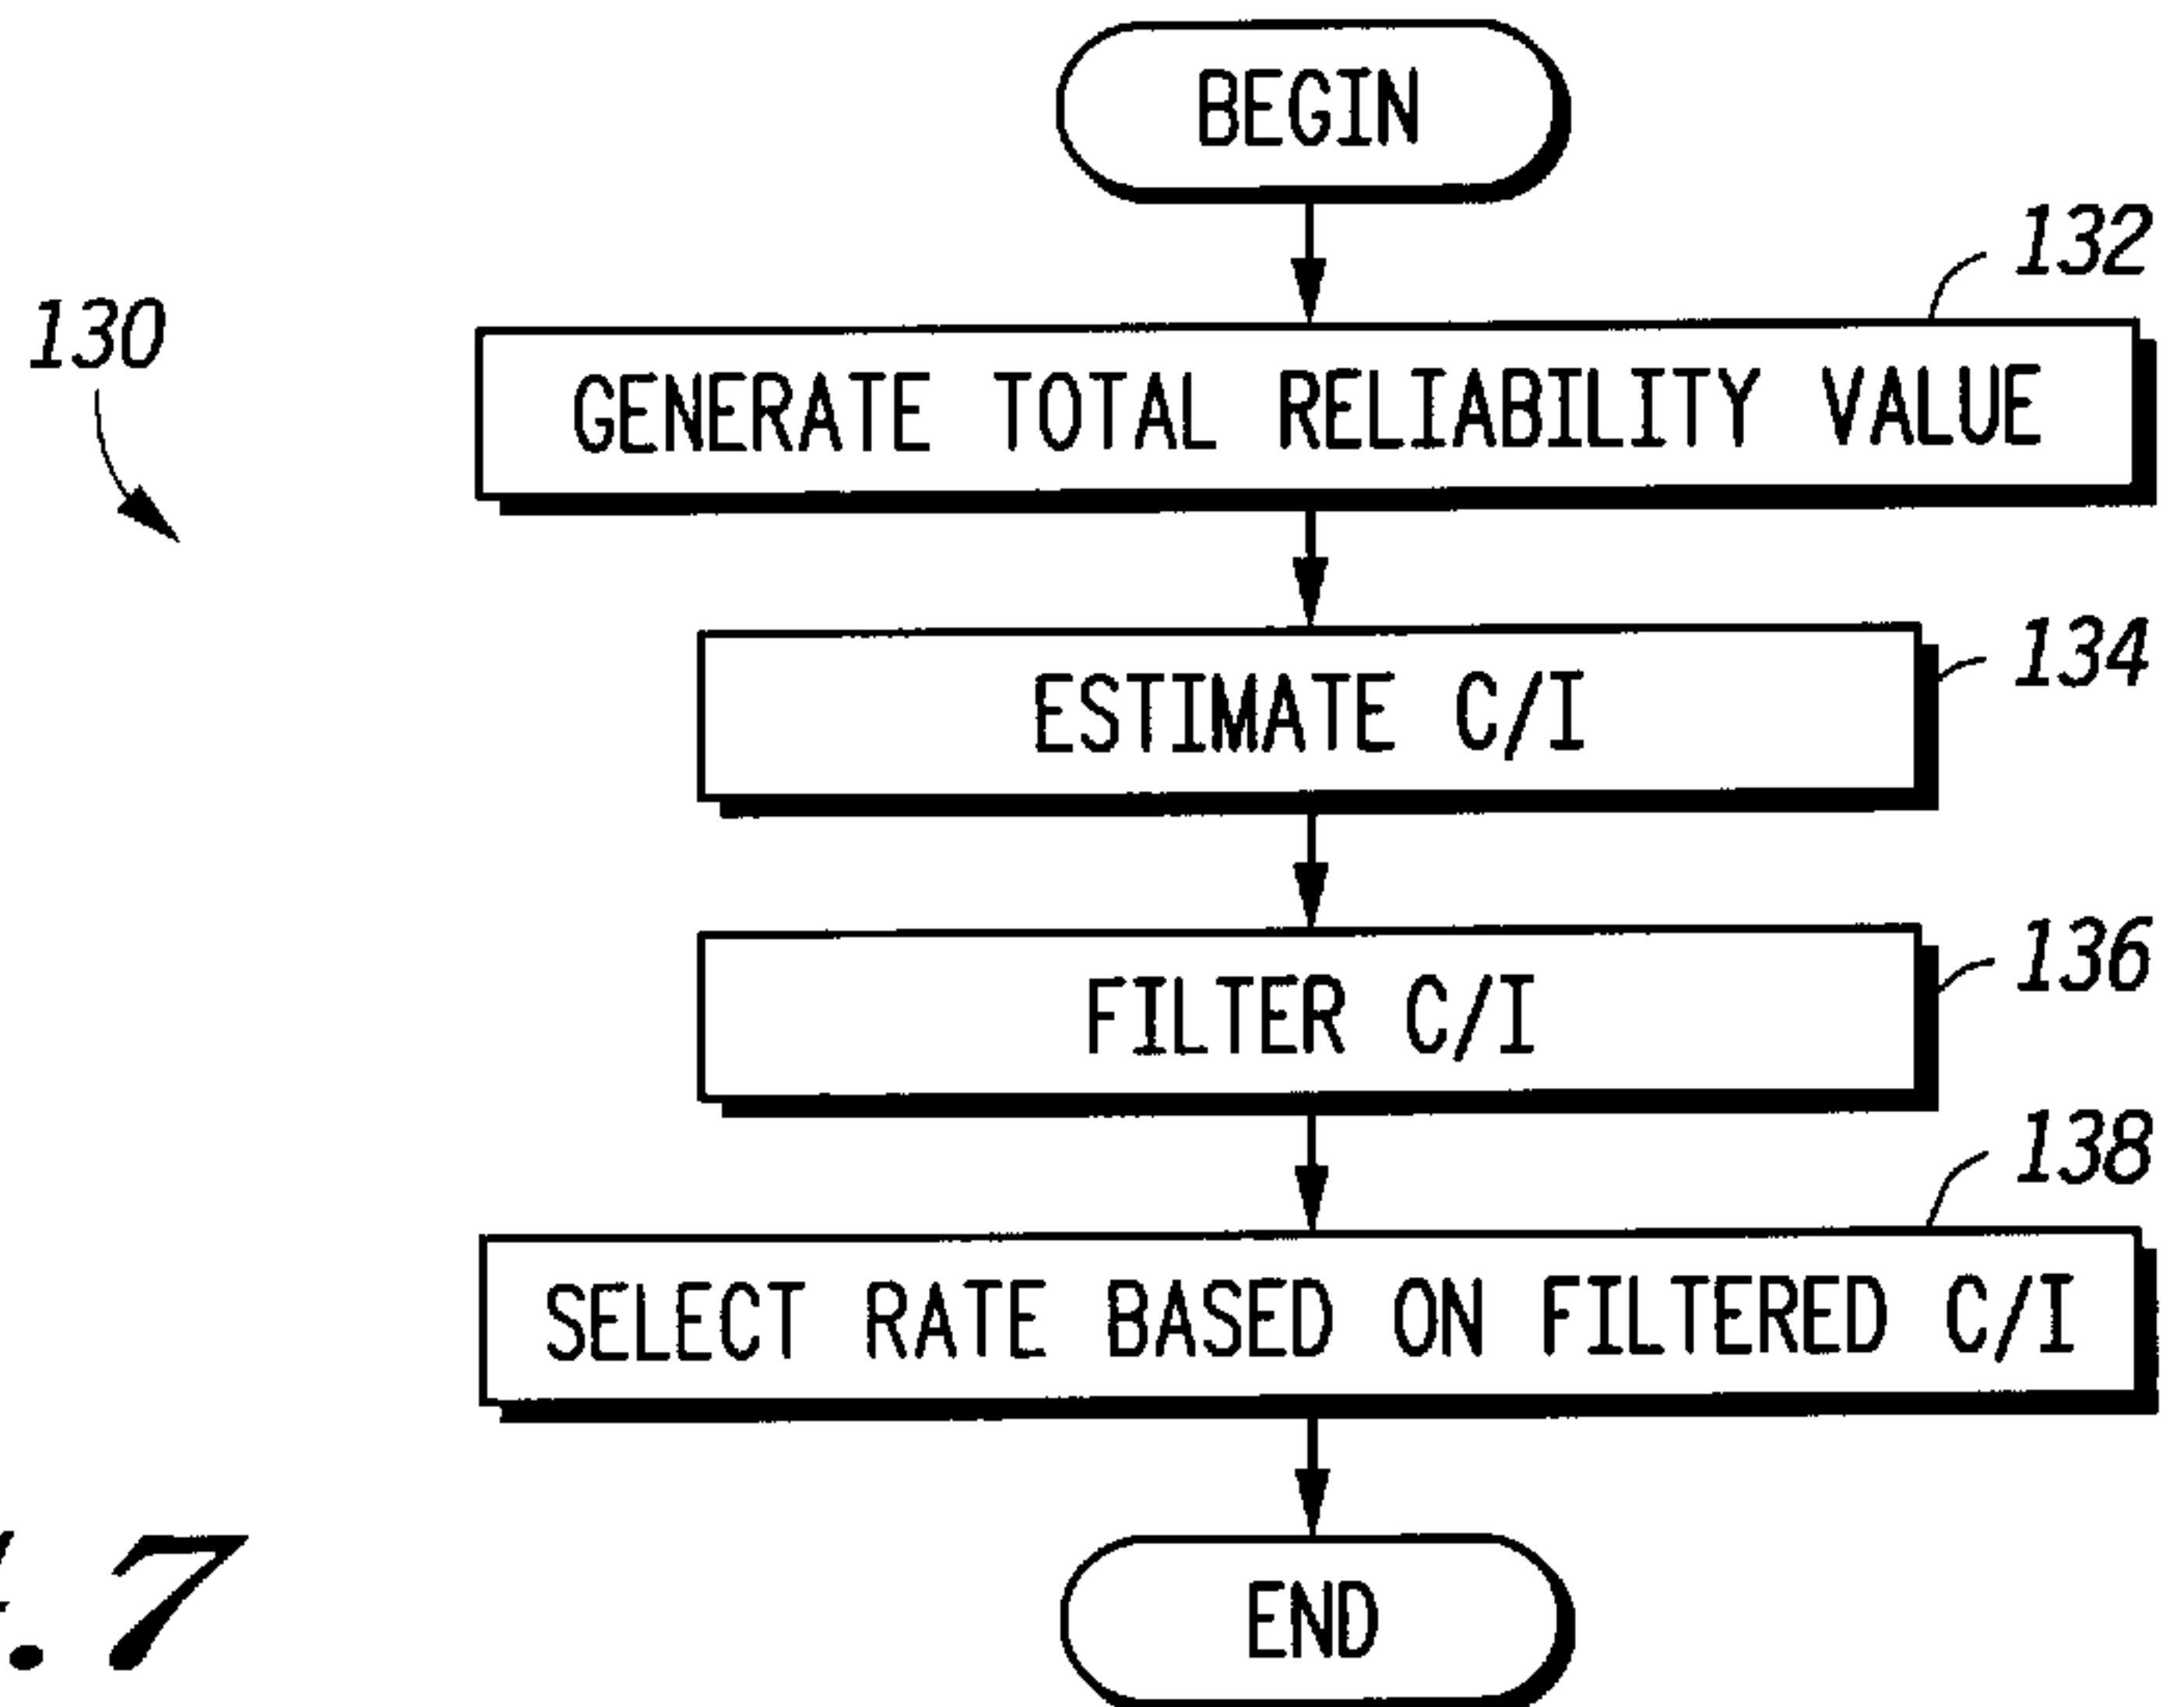 BEGIN
132
130
GENERATE TOTAL RELIABILITY VALUE
134
ESTIMATE C/I
136
FILTER C/I
138
SELECT RATE BASED ON FILTERED C/I
.7
END